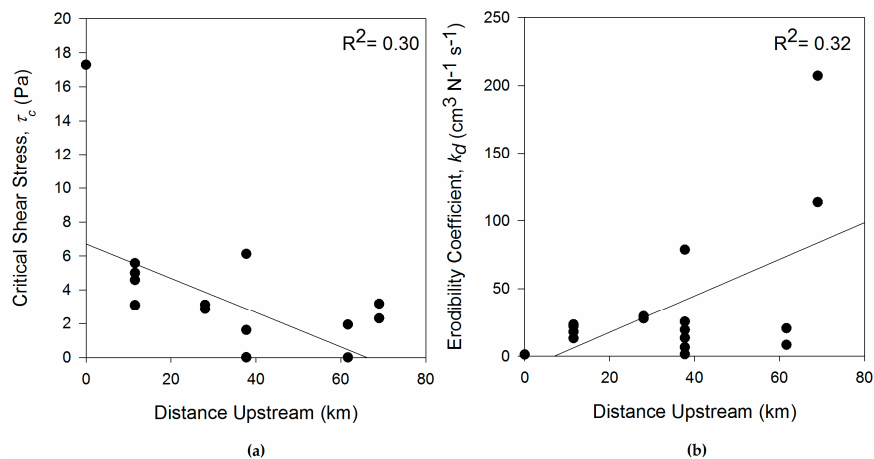 20
18
16
14
12
10
8
6
4
2
0
R2= 0.30
Critical Shear Stress, τc (Pa)
0 20 40 60 80
Distance Upstream (km)
(a)
250
200
150
100
50
0
R2= 0.32
Erodibility Coefficient, kd (cm3 N-1 s-1)
0 20 40 60 80
Distance Upstream (km)
(b)